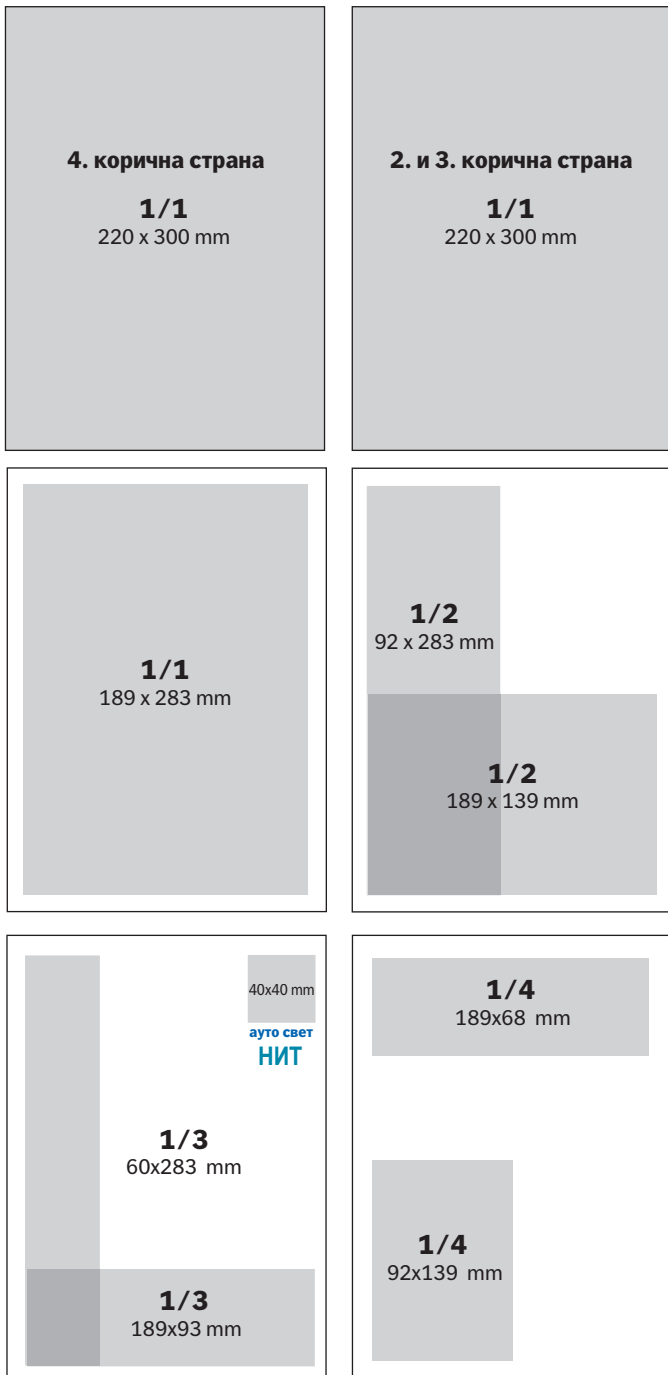 4. корична страна
1/1
220 x 300 mm
2. и 3. корична страна
1/1
220 x 300 mm
1/1
189 x 283 mm
1/2
92 x 283 mm
1/2
189 x 139 mm
40x40 mm
ауто свет
НИТ
1/3
60x283 mm
1/3
189x93 mm
1/4
189x68 mm
1/4
92x139 mm